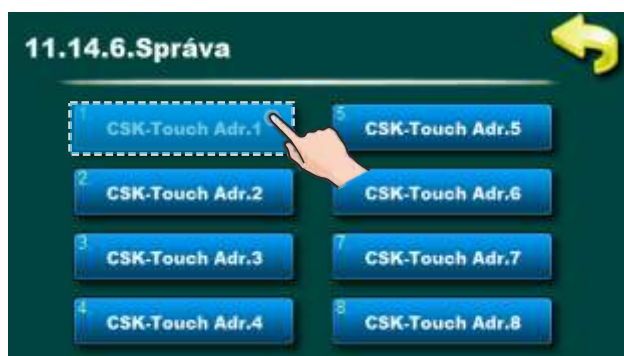 11.14.6.Správa
1
CSK-Touch Adr.1
2
CSK-Touch Adr.2
3
CSK-Touch Adr.3
4
CSK-Touch Adr.4
5
CSK-Touch Adr.5
CSK-Touch Adr.6
7
CSK-Touch Adr.7
8
CSK-Touch Adr.8